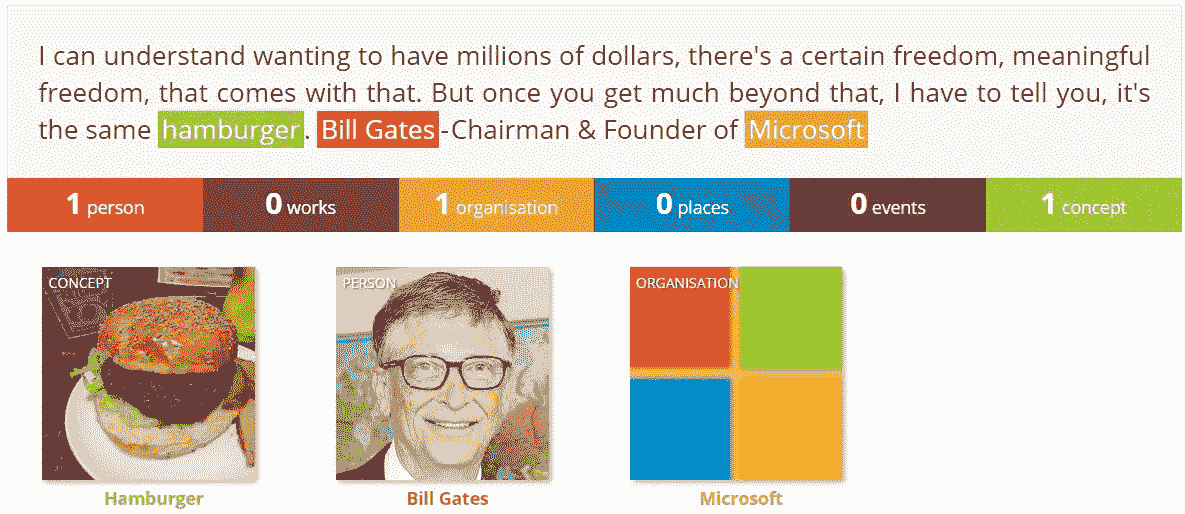 I can understand wanting to have millions of dollars, there's a certain freedom, meaningful
freedom, that comes with that. But once you get much beyond that, I have to tell you, it's
the same hamburger. Bill Gates-Chairman & Founder of Microsoft
1 person 0 works 1 organisation 0 places 0 events 1 concept
CONCEPT PERSON ORGANISATION
Hamburger Bill Gates Microsoft